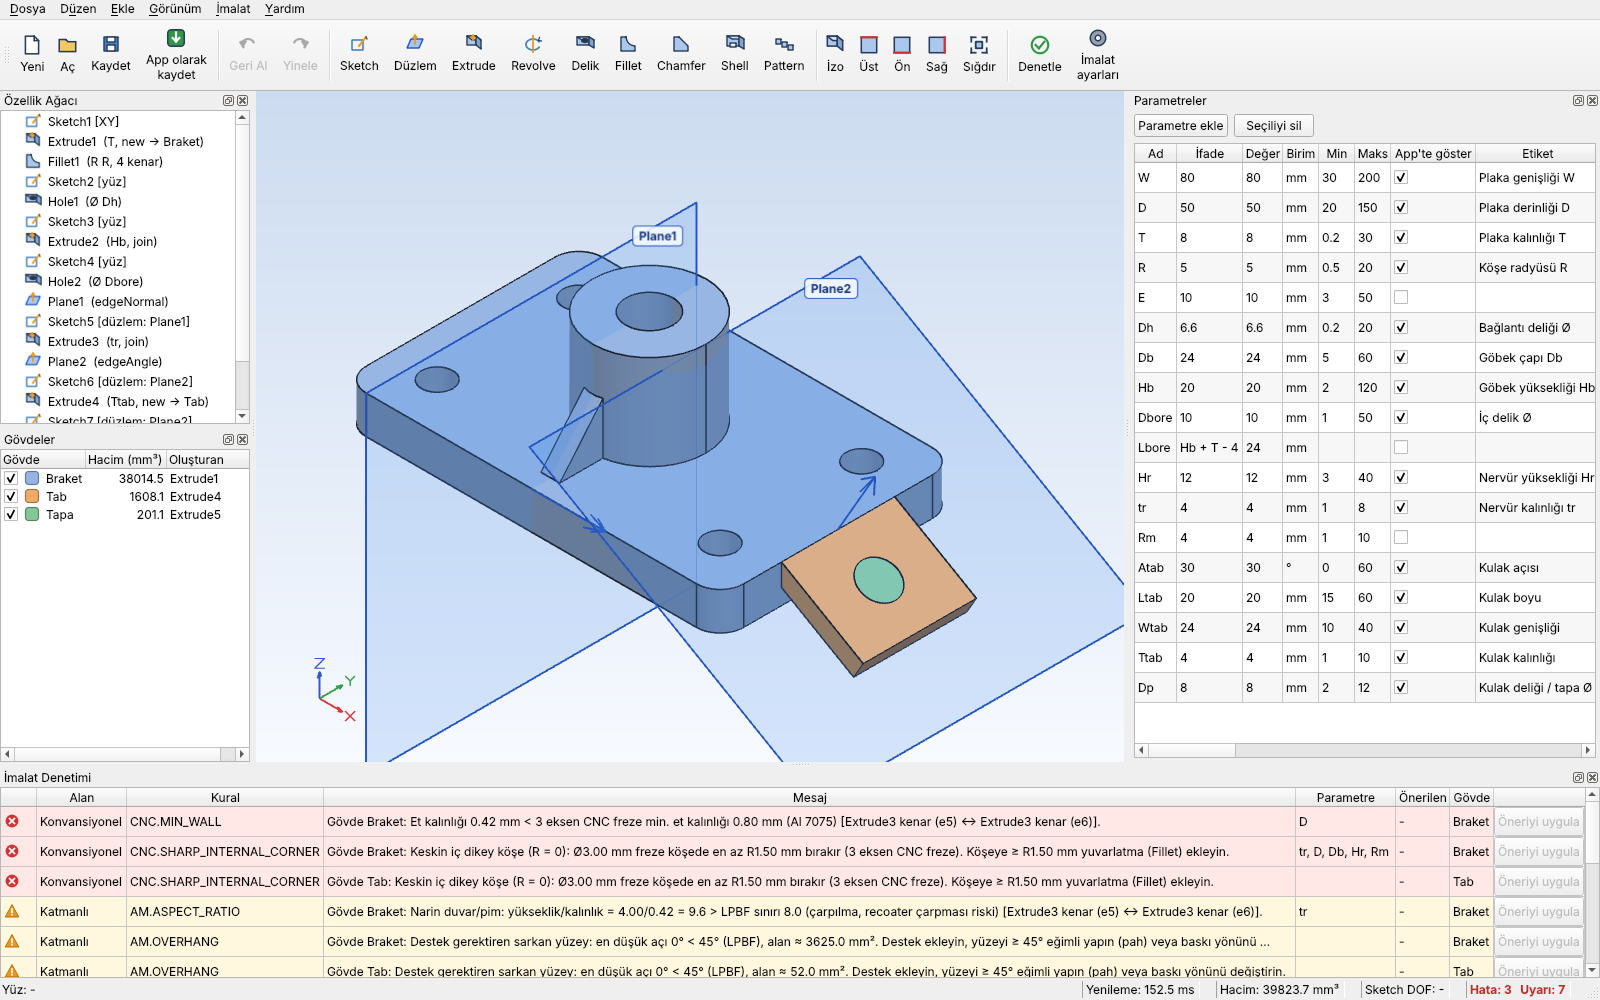 Dosya Düzen Ekle Görünüm İmalat Yardım
Yeni Aç Kaydet App olarak kaydet Geri Al Yinele Sketch Düzlem Extrude Revolve Delik Fillet Chamfer Shell Pattern İzo Üst Ön Sağ Sığdır Denetle İmalat ayarları
Özellik Ağacı
Sketch1 [XY]
Extrude1 (T, new → Braket)
Fillet1 (R R, 4 kenar)
Sketch2 [yüz]
Hole1 (Ø Dh)
Sketch3 [yüz]
Extrude2 (Hb, join)
Sketch4 [yüz]
Hole2 (Ø Dbore)
Plane1 (edgeNormal)
Sketch5 [düzlem: Plane1]
Extrude3 (tr, join)
Plane2 (edgeAngle)
Sketch6 [düzlem: Plane2]
Extrude4 (Ttab, new → Tab)
Sketch7 [düzlem: Plane2]
Gövdeler
Gövde Hacim (mm³) Oluşturan
Braket 38014.5 Extrude1
Tab 1608.1 Extrude4
Tapa 201.1 Extrude5
Plane1
Plane2
Z
Y
X
Parametreler
Parametre ekle Seçiliyi sil
Ad İfade Değer Birim Min Maks App'te göster Etiket
W 80 80 mm 30 200 Plaka genişliği W
D 50 50 mm 20 150 Plaka derinliği D
T 8 8 mm 0.2 30 Plaka kalınlığı T
R 5 5 mm 0.5 20 Köşe radyüsü R
E 10 10 mm 3 50
Dh 6.6 6.6 mm 0.2 20 Bağlantı deliği Ø
Db 24 24 mm 5 60 Göbek çapı Db
Hb 20 20 mm 2 120 Göbek yüksekliği Hb
Dbore 10 10 mm 1 50 İç delik Ø
Lbore Hb + T - 4 24 mm
Hr 12 12 mm 3 40 Nervür yüksekliği Hr
tr 4 4 mm 1 8 Nervür kalınlığı tr
Rm 4 4 mm 1 10
Atab 30 30 ° 0 60 Kulak açısı
Ltab 20 20 mm 15 60 Kulak boyu
Wtab 24 24 mm 10 40 Kulak genişliği
Ttab 4 4 mm 1 10 Kulak kalınlığı
Dp 8 8 mm 2 12 Kulak deliği / tapa Ø
İmalat Denetimi
Alan Kural Mesaj Parametre Önerilen Gövde
Konvansiyonel CNC.MIN_WALL Gövde Braket: Et kalınlığı 0.42 mm < 3 eksen CNC freze min. et kalınlığı 0.80 mm (Al 7075) [Extrude3 kenar (e5) ↔ Extrude3 kenar (e6)]. D - Braket Öneriyi uygula
Konvansiyonel CNC.SHARP_INTERNAL_CORNER Gövde Braket: Keskin iç dikey köşe (R = 0): Ø3.00 mm freze köşede en az R1.50 mm bırakır (3 eksen CNC freze). Köşeye ≥ R1.50 mm yuvarlatma (Fillet) ekleyin. tr, D, Db, Hr, Rm - Braket Öneriyi uygula
Konvansiyonel CNC.SHARP_INTERNAL_CORNER Gövde Tab: Keskin iç dikey köşe (R = 0): Ø3.00 mm freze köşede en az R1.50 mm bırakır (3 eksen CNC freze). Köşeye ≥ R1.50 mm yuvarlatma (Fillet) ekleyin. - Tab Öneriyi uygula
Katmanlı AM.ASPECT_RATIO Gövde Braket: Narin duvar/pim: yükseklik/kalınlık = 4.00/0.42 = 9.6 > LPBF sınırı 8.0 (çarpılma, recoater çarpması riski) [Extrude3 kenar (e5) ↔ Extrude3 kenar (e6)]. tr - Braket Öneriyi uygula
Katmanlı AM.OVERHANG Gövde Braket: Destek gerektiren sarkan yüzey: en düşük açı 0° < 45° (LPBF), alan ≈ 3625.0 mm². Destek ekleyin, yüzeyi ≥ 45° eğimli yapın (pah) veya baskı yönünü ... - Braket Öneriyi uygula
Katmanlı AM.OVERHANG Gövde Tab: Destek gerektiren sarkan yüzey: en düşük açı 0° < 45° (LPBF), alan ≈ 52.0 mm². Destek ekleyin, yüzeyi ≥ 45° eğimli yapın (pah) veya baskı yönünü değiştirin. - Tab Öneriyi uygula
Yüz: - Yenileme: 152.5 ms Hacim: 39823.7 mm³ Sketch DOF: - Hata: 3 Uyarı: 7